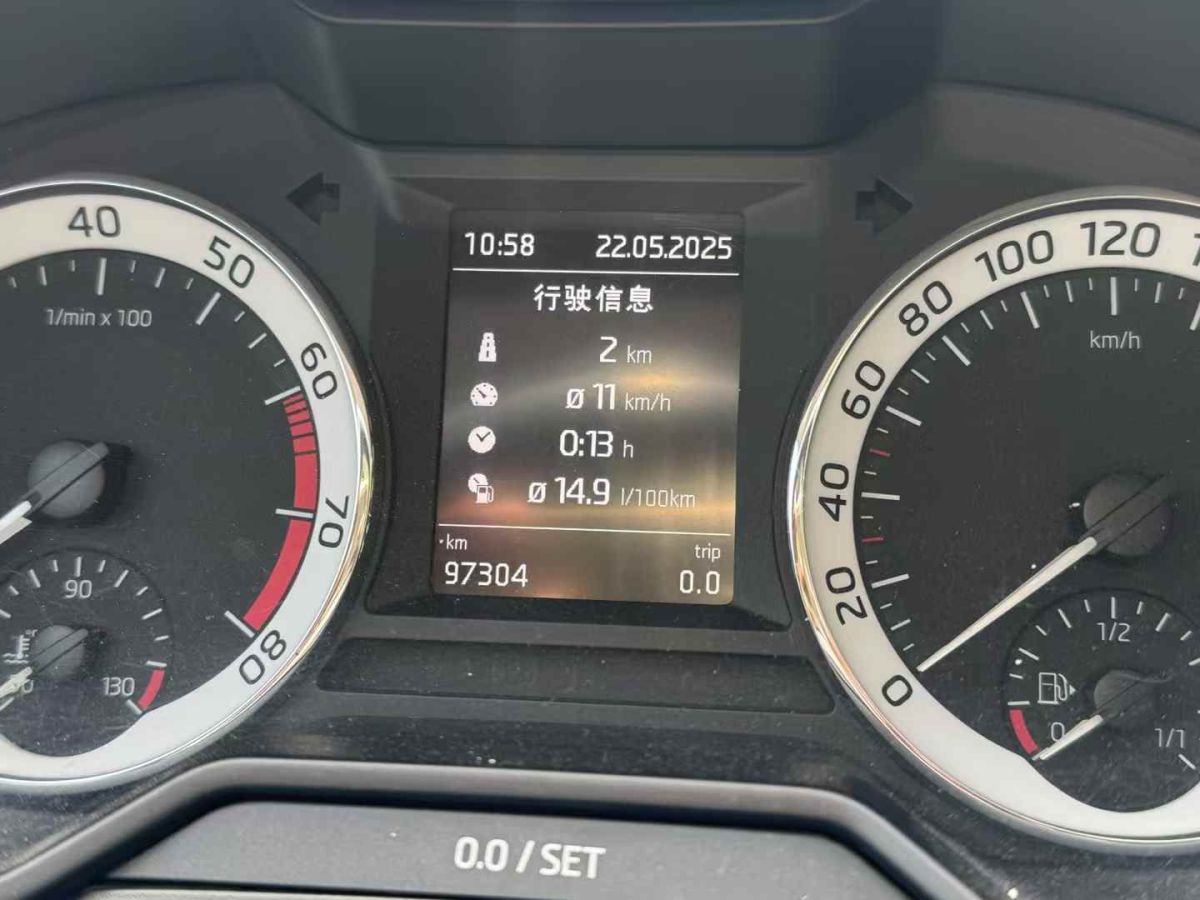 40
50
60
70
80
1/min x 100
90
130
10:58 22.05.2025
行驶信息
2 km
ø 11 km/h
0:13 h
ø 14.9 l/100km
km trip
97304 0.0
0
20
40
60
80
100
120
km/h
1/2
0
1/1
0.0 / SET